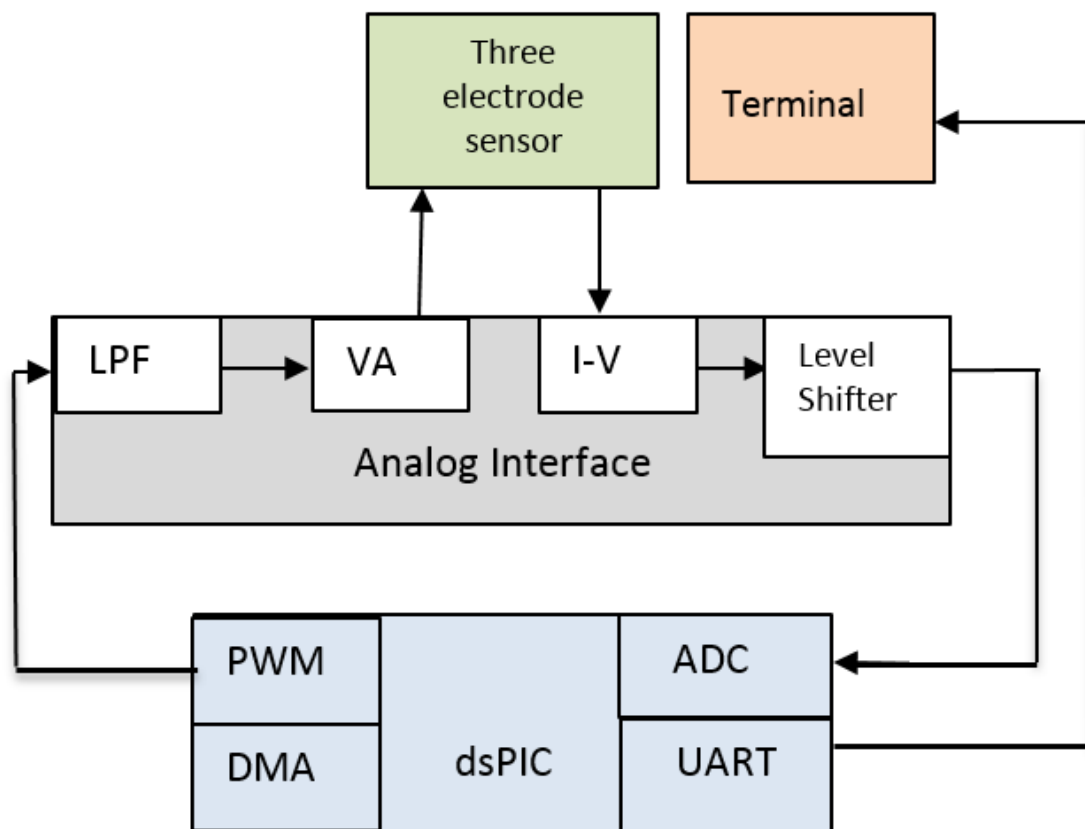 Three
electrode
sensor
Terminal
LPF
VA
I-V
Level
Shifter
Analog Interface
PWM
ADC
DMA
dsPIC
UART